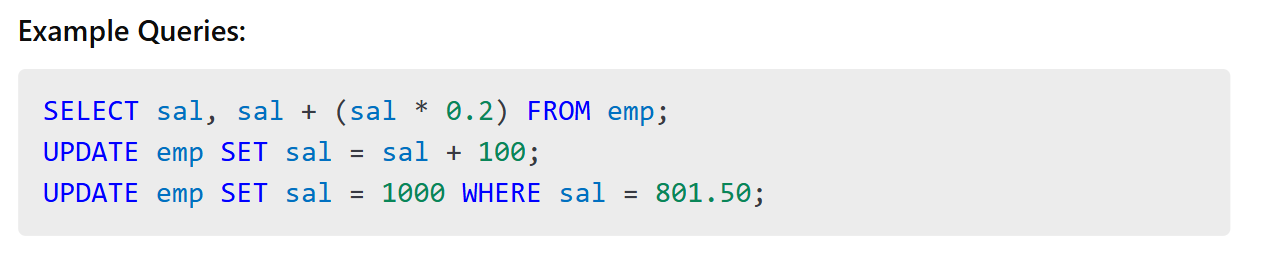 Example Queries:
SELECT sal, sal + (sal * 0.2) FROM emp;
UPDATE emp SET sal = sal + 100;
UPDATE emp SET sal = 1000 WHERE sal = 801.50;